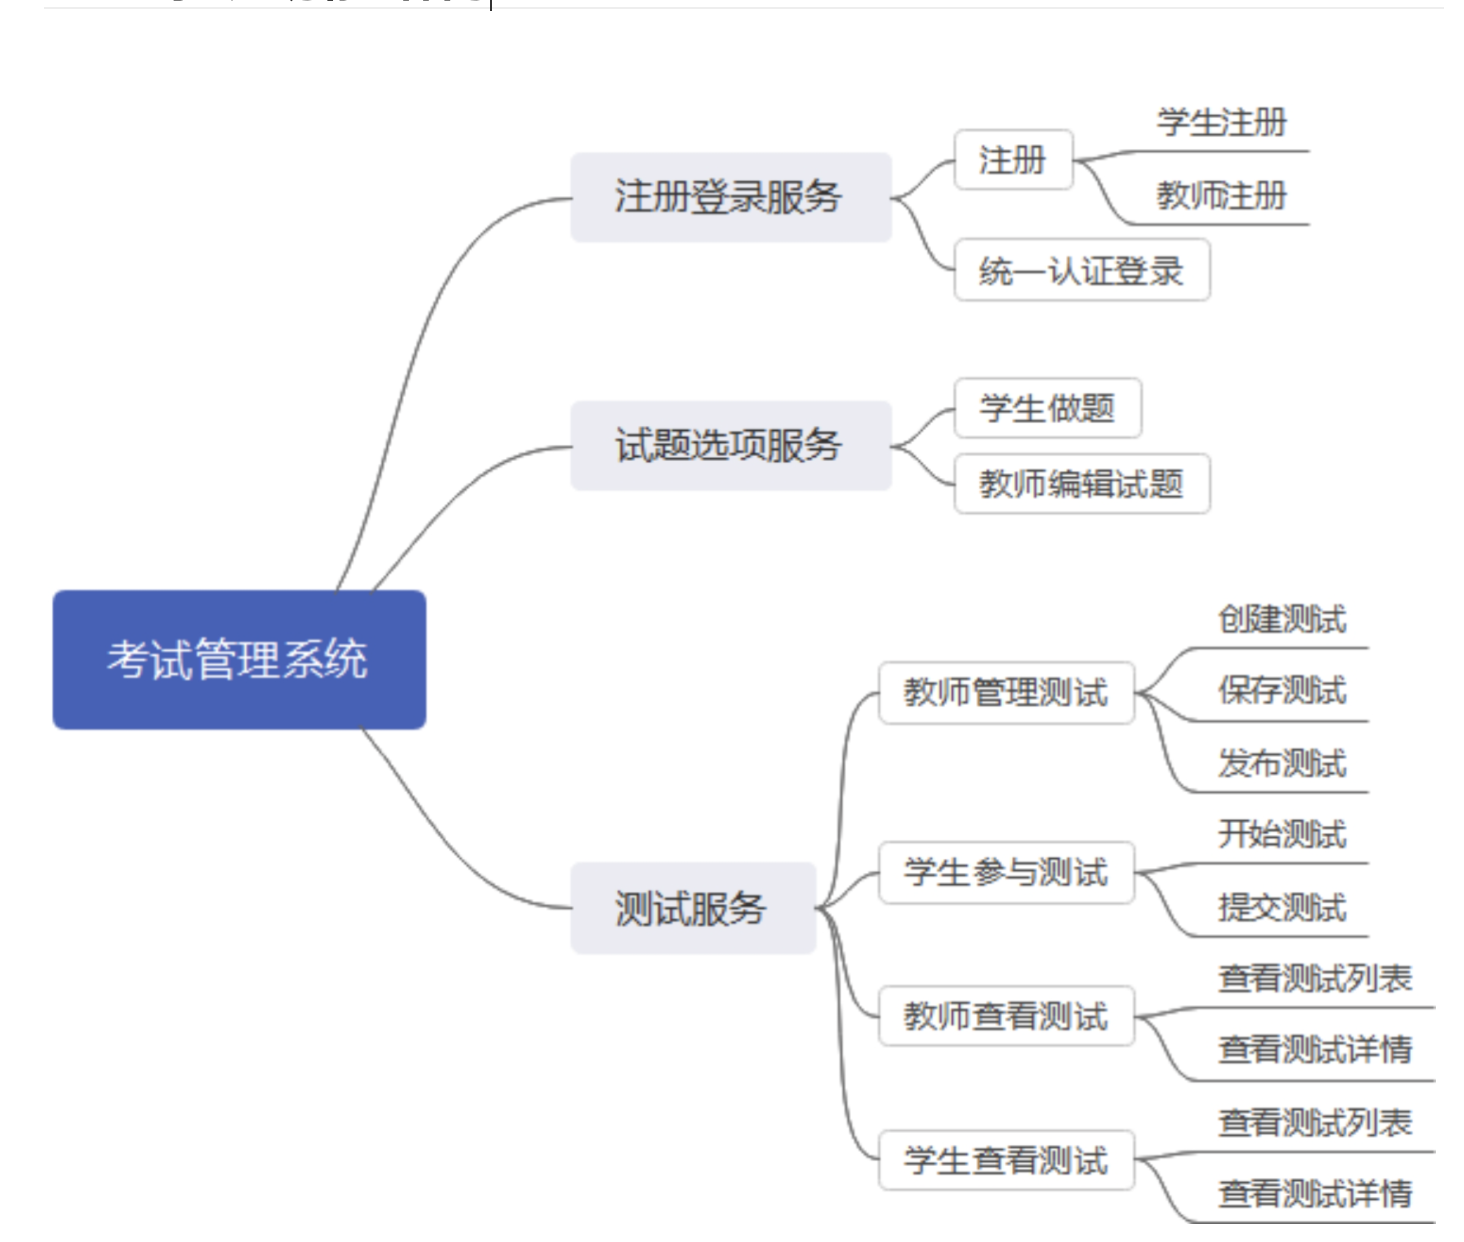 考试管理系统
注册登录服务
注册
学生注册
教师注册
统一认证登录
试题选项服务
学生做题
教师编辑试题
测试服务
教师管理测试
创建测试
保存测试
发布测试
学生参与测试
开始测试
提交测试
教师查看测试
查看测试列表
查看测试详情
学生查看测试
查看测试列表
查看测试详情